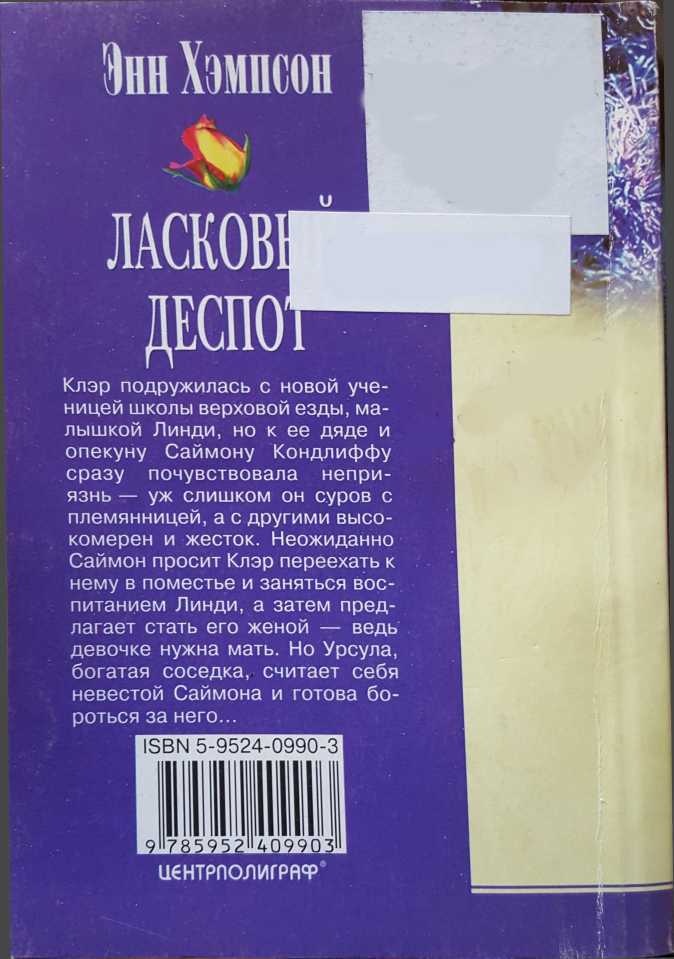 Энн Хэмпсон
ЛАСКОВЫЙ
ДЕСПОТ
Клэр подружилась с новой уче-
ницей школы верховой езды, ма-
лышкой Линди, но к ее дяде и
опекуну Саймону Кондлиффу
сразу почувствовала непри-
язнь — уж слишком он суров с
племянницей, а с другими высо-
комерен и жесток. Неожиданно
Саймон просит Клэр переехать к
нему в поместье и заняться вос-
питанием Линди, а затем пред-
лагает стать его женой — ведь
девочке нужна мать. Но Урсула,
богатая соседка, считает себя
невестой Саймона и готова бо-
роться за него...
ISBN 5-9524-0990-3
9 785952 409903
ЦЕНТРПОЛИГРАФ®